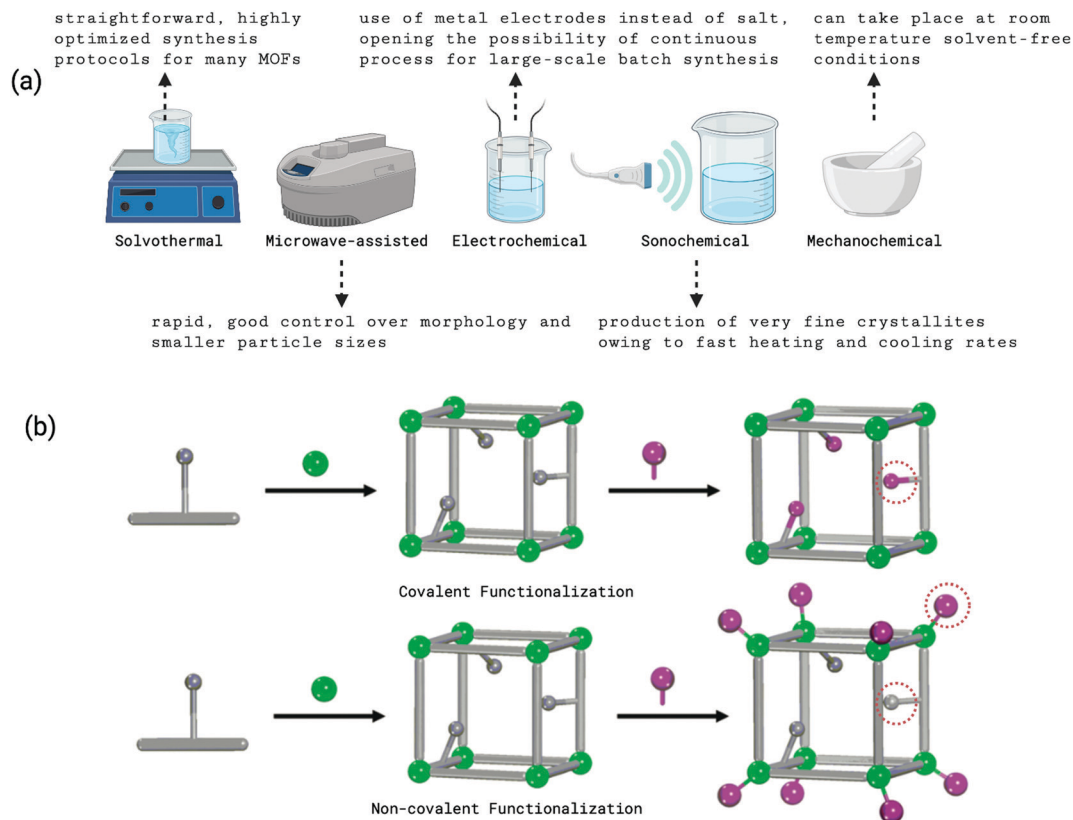 straightforward, highly
optimized synthesis
protocols for many MOFs
use of metal electrodes instead of salt,
opening the possibility of continuous
process for large-scale batch synthesis
can take place at room
temperature solvent-free
conditions
(a)
Solvothermal
Microwave-assisted
Electrochemical
Sonochemical
Mechanochemical
rapid, good control over morphology and
smaller particle sizes
production of very fine crystallites
owing to fast heating and cooling rates
(b)
Covalent Functionalization
Non-covalent Functionalization